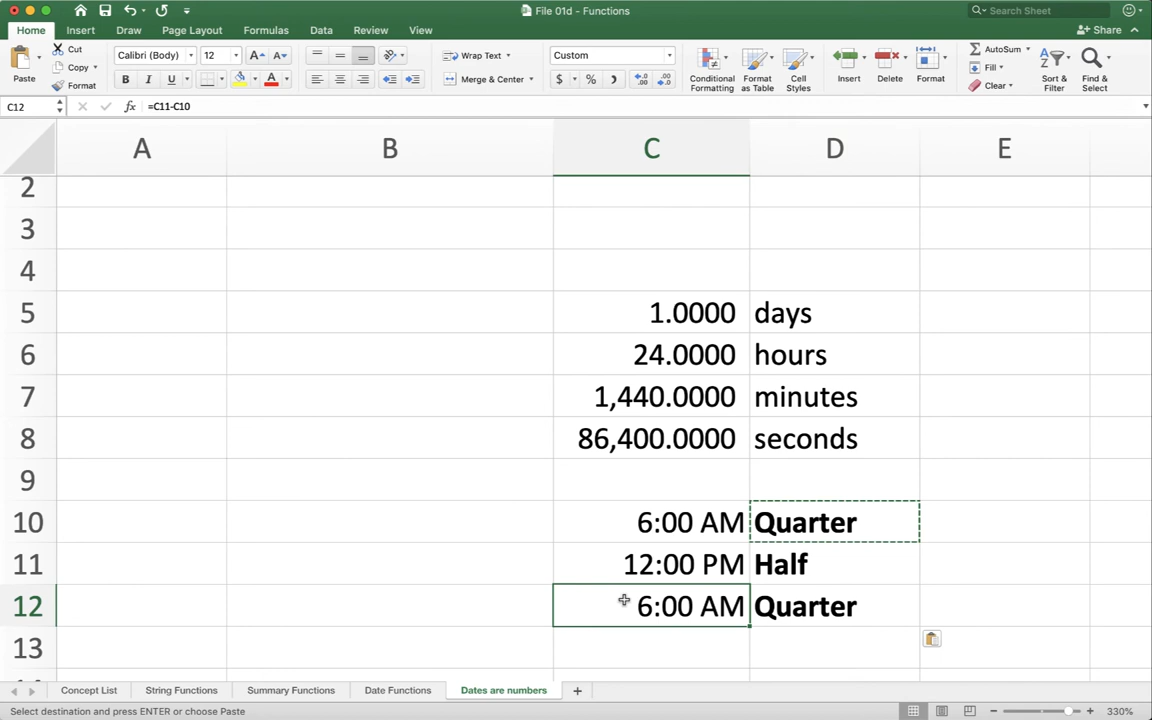 File 01d - Functions
Search Sheet
Home Insert Draw Page Layout Formulas Data Review View
Share
Paste
Cut
Copy
Format
Calibri (Body) 12
A A
B I U A
Wrap Text
Merge & Center
Custom
$ %
Conditional Formatting
Format as Table
Cell Styles
Insert
Delete
Format
AutoSum
Fill
Clear
Sort & Filter
Find & Select
C12 fx =C11-C10
A B C D E
2
3
4
5 1.0000 days
6 24.0000 hours
7 1,440.0000 minutes
8 86,400.0000 seconds
9
10 6:00 AM Quarter
11 12:00 PM Half
12 6:00 AM Quarter
13
Concept List String Functions Summary Functions Date Functions Dates are numbers
Select destination and press ENTER or choose Paste
330%